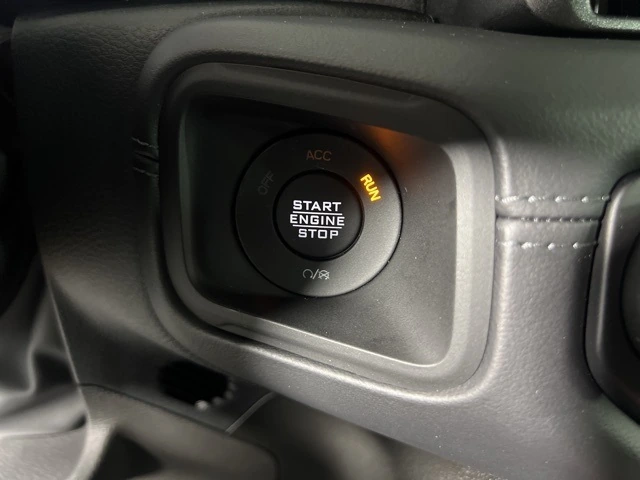 ACC
OFF
RUN
START
ENGINE
STOP